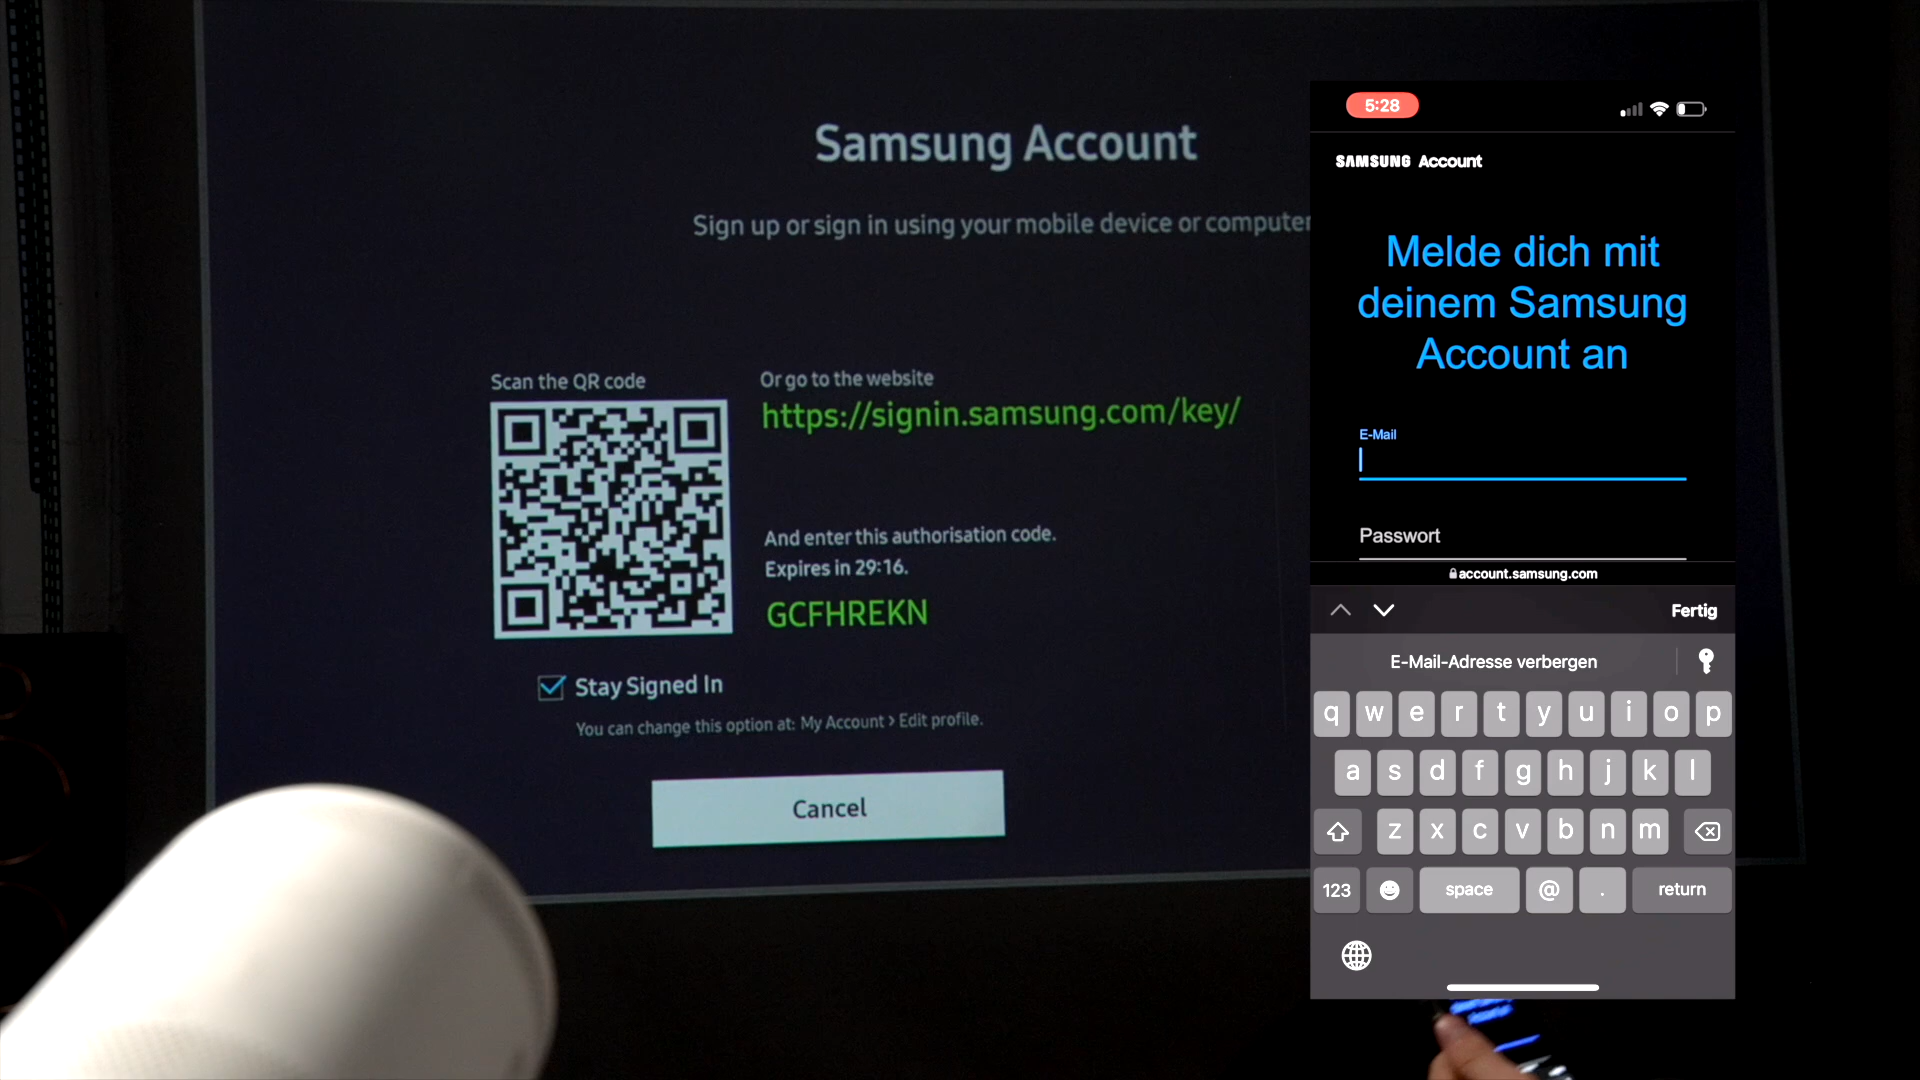 Samsung Account
Sign up or sign in using your mobile device or computer
Scan the QR code
Or go to the website
https://signin.samsung.com/key/
And enter this authorisation code.
Expires in 29:16.
GCFHREKN
Stay Signed In
You can change this option at: My Account > Edit profile.
Cancel
5:28
SAMSUNG Account
Melde dich mit
deinem Samsung
Account an
E-Mail
Passwort
account.samsung.com
Fertig
E-Mail-Adresse verbergen
q w e r t y u i o p
a s d f g h j k l
z x c v b n m
123 space @ . return